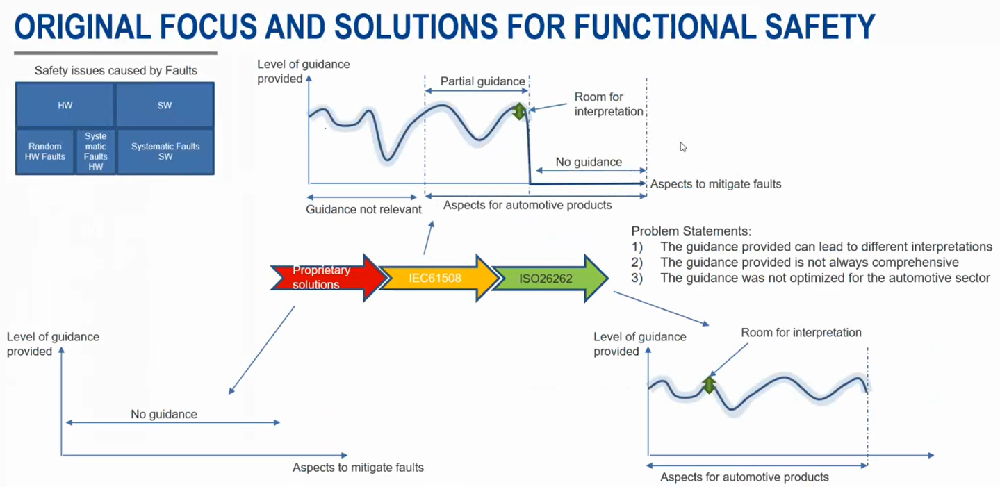 ORIGINAL FOCUS AND SOLUTIONS FOR FUNCTIONAL SAFETY
Safety issues caused by Faults
HW
SW
Random
HW Faults
Syste
matic
Faults
HW
Systematic Faults
SW
Level of guidance
provided
Partial guidance
Room for
interpretation
No guidance
Aspects to mitigate faults
Guidance not relevant
Aspects for automotive products
Proprietary
solutions
IEC61508
ISO26262
Problem Statements:
1) The guidance provided can lead to different interpretations
2) The guidance provided is not always comprehensive
3) The guidance was not optimized for the automotive sector
Level of guidance
provided
No guidance
Aspects to mitigate faults
Level of guidance
provided
Room for interpretation
Aspects for automotive products